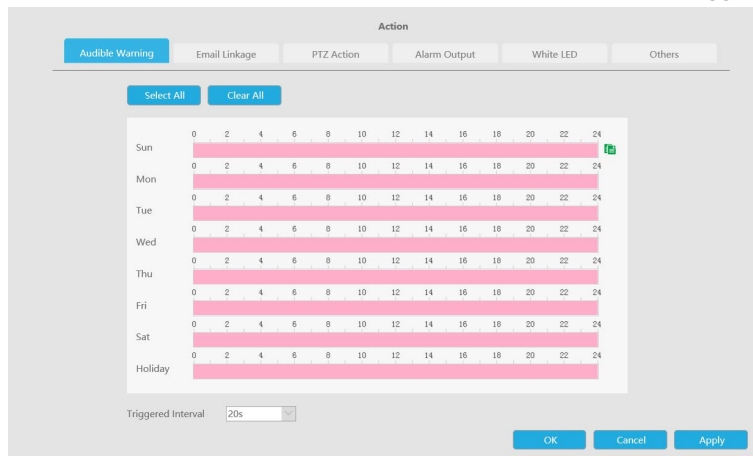 Action
Audible Warning Email Linkage PTZ Action Alarm Output White LED Others
Select All Clear All
0 2 4 6 8 10 12 14 16 18 20 22 24
Sun
0 2 4 6 8 10 12 14 16 18 20 22 24
Mon
0 2 4 6 8 10 12 14 16 18 20 22 24
Tue
0 2 4 6 8 10 12 14 16 18 20 22 24
Wed
0 2 4 6 8 10 12 14 16 18 20 22 24
Thu
0 2 4 6 8 10 12 14 16 18 20 22 24
Fri
0 2 4 6 8 10 12 14 16 18 20 22 24
Sat
0 2 4 6 8 10 12 14 16 18 20 22 24
Holiday
Triggered Interval 20s
OK Cancel Apply